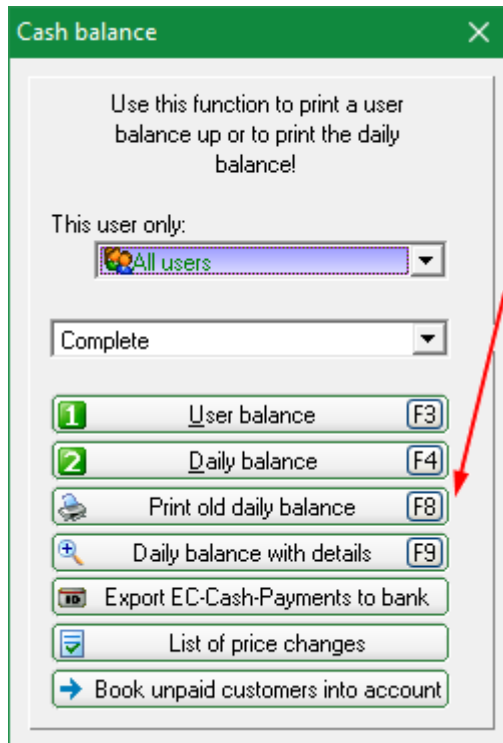 Cash balance
Use this function to print a user
balance up or to print the daily
balance!
This user only:
All users
Complete
1 User balance F3
2 Daily balance F4
Print old daily balance F8
Daily balance with details F9
Export EC-Cash-Payments to bank
List of price changes
Book unpaid customers into account